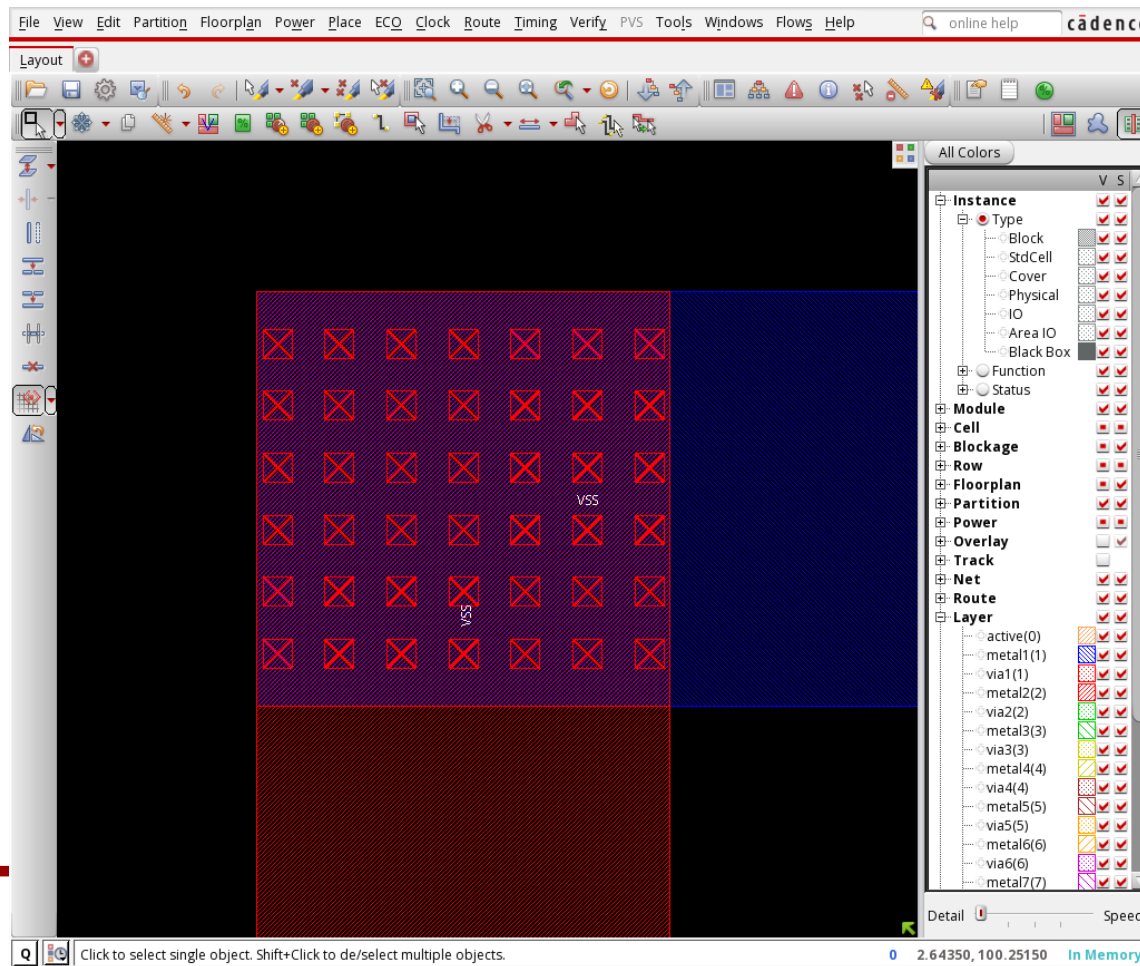 File View Edit Partition Floorplan Power Place ECO Clock Route Timing Verify PVS Tools Windows Flows Help online help cādence
Layout
All Colors
V S
Instance
Type
Block
StdCell
Cover
Physical
IO
Area IO
Black Box
Function
Status
Module
Cell
Blockage
Row
Floorplan
Partition
Power
Overlay
Track
Net
Route
Layer
active(0)
metal1(1)
via1(1)
metal2(2)
via2(2)
metal3(3)
via3(3)
metal4(4)
via4(4)
metal5(5)
via5(5)
metal6(6)
via6(6)
metal7(7)
VSS
VSS
Detail Speed
Q Click to select single object. Shift+Click to de/select multiple objects. 0 2.64350, 100.25150 In Memory